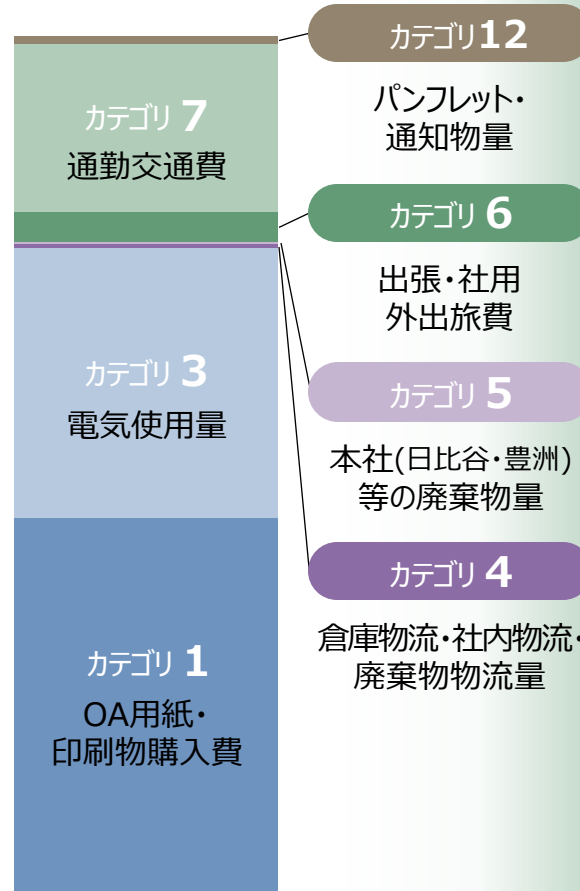 カテゴリ 7
通勤交通費
カテゴリ 3
電気使用量
カテゴリ 1
OA用紙・
印刷物購入費
カテゴリ12
パンフレット・
通知物量
カテゴリ 6
出張・社用
外出旅費
カテゴリ 5
本社(日比谷・豊洲)
等の廃棄物量
カテゴリ 4
倉庫物流・社内物流・
廃棄物物流量